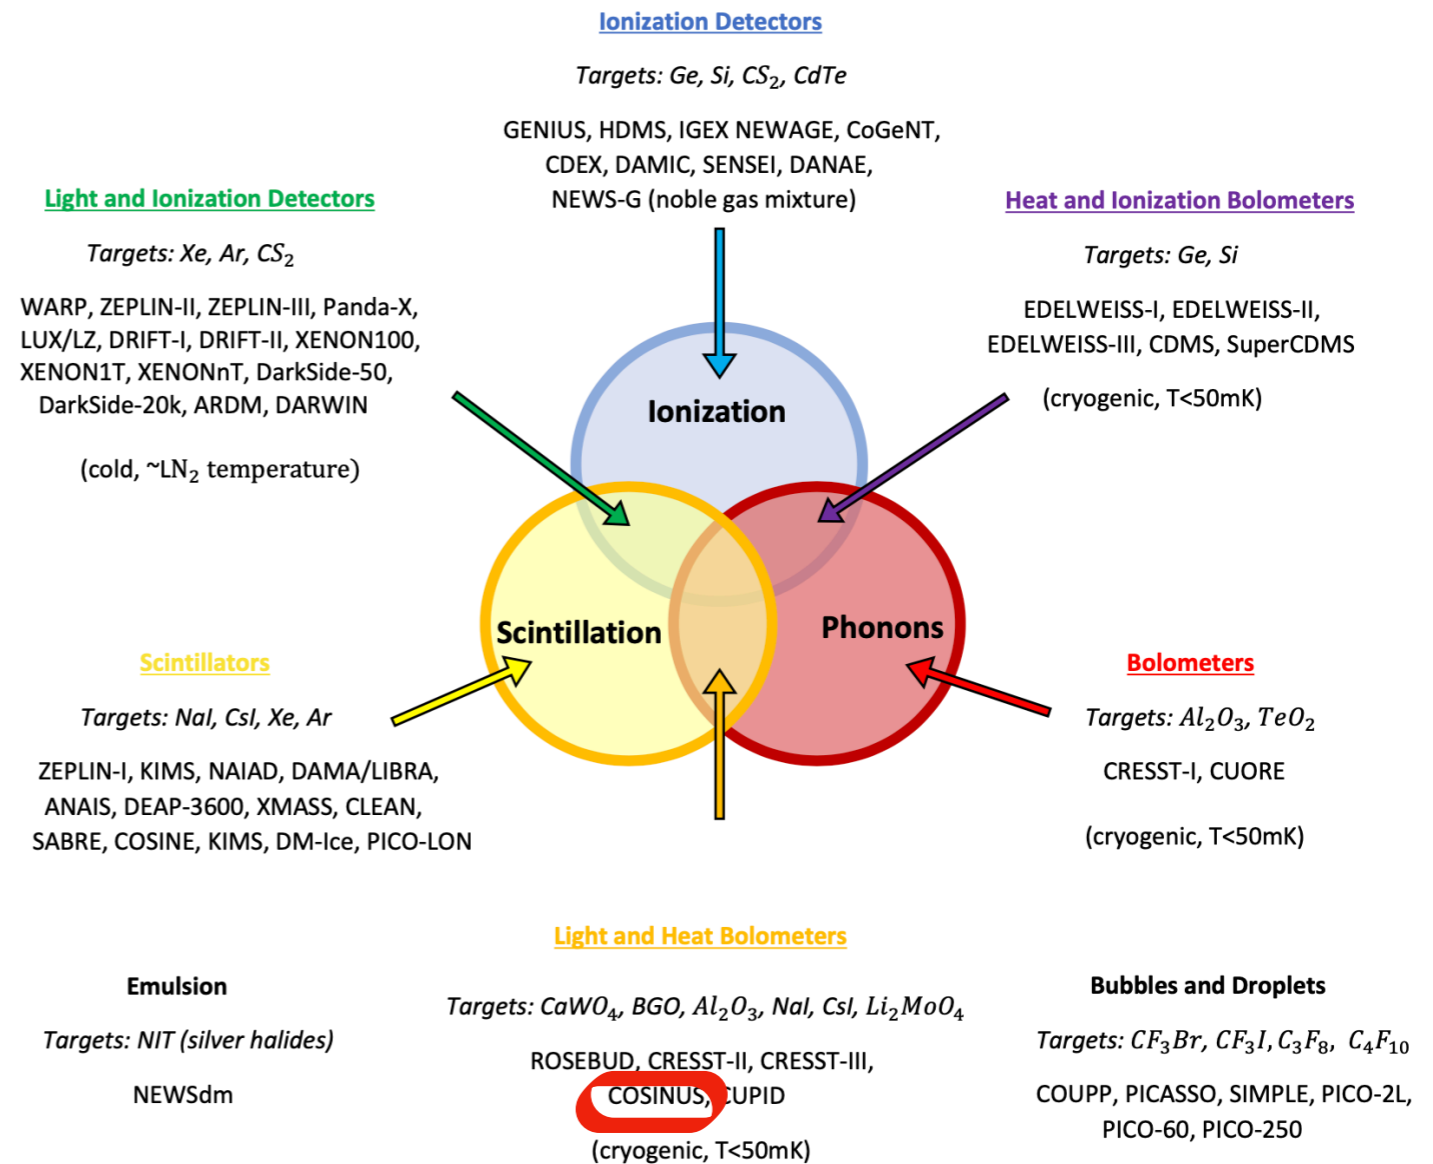 Ionization Detectors
Targets: Ge, Si, CS₂, CdTe
GENIUS, HDMS, IGEX NEWAGE, CoGeNT,
CDEX, DAMIC, SENSEI, DANAE,
NEWS-G (noble gas mixture)
Light and Ionization Detectors
Targets: Xe, Ar, CS₂
WARP, ZEPLIN-II, ZEPLIN-III, Panda-X,
LUX/LZ, DRIFT-I, DRIFT-II, XENON100,
XENON1T, XENONnT, DarkSide-50,
DarkSide-20k, ARDM, DARWIN
(cold, ~LN₂ temperature)
Heat and Ionization Bolometers
Targets: Ge, Si
EDELWEISS-I, EDELWEISS-II,
EDELWEISS-III, CDMS, SuperCDMS
(cryogenic, T<50mK)
Ionization
Scintillation
Phonons
Scintillators
Targets: NaI, CsI, Xe, Ar
ZEPLIN-I, KIMS, NAIAD, DAMA/LIBRA,
ANAIS, DEAP-3600, XMASS, CLEAN,
SABRE, COSINE, KIMS, DM-Ice, PICO-LON
Bolometers
Targets: Al₂O₃, TeO₂
CRESST-I, CUORE
(cryogenic, T<50mK)
Light and Heat Bolometers
Targets: CaWO₄, BGO, Al₂O₃, NaI, CsI, Li₂MoO₄
ROSEBUD, CRESST-II, CRESST-III,
COSINUS, CUPID
(cryogenic, T<50mK)
Emulsion
Targets: NIT (silver halides)
NEWSdm
Bubbles and Droplets
Targets: CF₃Br, CF₃I, C₃F₈, C₄F₁₀
COUPP, PICASSO, SIMPLE, PICO-2L,
PICO-60, PICO-250